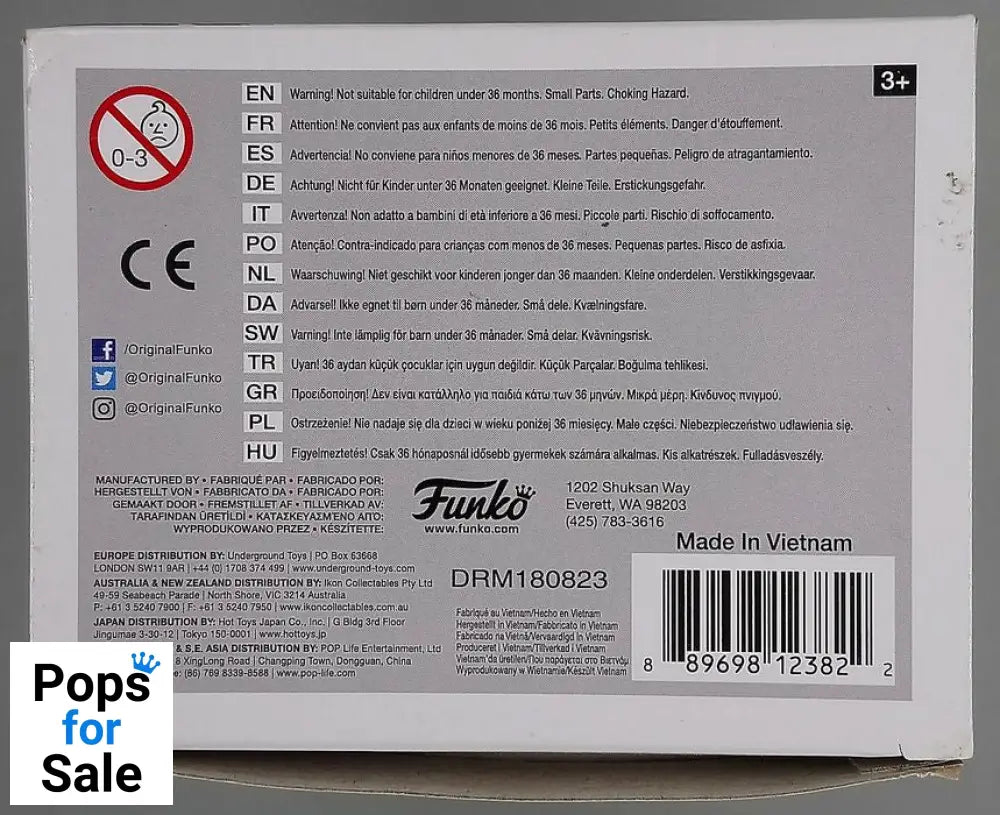 3+
0-3
EN Warning! Not suitable for children under 36 months. Small Parts. Choking Hazard.
FR Attention! Ne convient pas aux enfants de moins de 36 mois. Petits éléments. Danger d'étouffement.
ES Advertencia! No conviene para niños menores de 36 meses. Partes pequeñas. Peligro de atragantamiento.
DE Achtung! Nicht für Kinder unter 36 Monaten geeignet. Kleine Teile. Erstickungsgefahr.
IT Avvertenza! Non adatto a bambini di età inferiore a 36 mesi. Piccole parti. Rischio di soffocamento.
PO Atenção! Contra-indicado para crianças com menos de 36 meses. Pequenas partes. Risco de asfixia.
NL Waarschuwing! Niet geschikt voor kinderen jonger dan 36 maanden. Kleine onderdelen. Verstikkingsgevaar.
DA Advarsel! Ikke egnet til børn under 36 måneder. Små dele. Kvælningsfare.
SW Varning! Inte lämplig för barn under 36 månader. Små delar. Kvävningsrisk.
TR Uyarı! 36 aydan küçük çocuklar için uygun değildir. Küçük Parçalar. Boğulma tehlikesi.
GR Προειδοποίηση! Δεν είναι κατάλληλο για παιδιά κάτω των 36 μηνών. Μικρά μέρη. Κίνδυνος πνιγμού.
PL Ostrzeżenie! Nie nadaje się dla dzieci w wieku poniżej 36 miesięcy. Małe części. Niebezpieczeństwo udławienia się.
HU Figyelmeztetés! Csak 36 hónaposnál idősebb gyermekek számára alkalmas. Kis alkatrészek. Fulladásveszély.
CE
/OriginalFunko
@OriginalFunko
@OriginalFunko
MANUFACTURED BY • FABRIQUÉ PAR • FABRICADO POR:
HERGESTELLT VON • FABBRICATO DA • FABRICADO POR:
GEMAAKT DOOR • FREMSTILLET AF • TILLVERKAD AV:
TARAFINDAN ÜRETİLDİ • ΚΑΤΑΣΚΕΥΑΣΜΈΝΟ ΑΠΌ:
WYPRODUKOWANO PRZEZ • KÉSZÍTETTE:
Funko
www.funko.com
1202 Shuksan Way
Everett, WA 98203
(425) 783-3616
Made In Vietnam
EUROPE DISTRIBUTION BY: Underground Toys | PO Box 63668
LONDON SW11 9AR | +44 (0) 1708 374 499 | www.underground-toys.com
AUSTRALIA & NEW ZEALAND DISTRIBUTION BY: Ikon Collectables Pty Ltd
49-59 Seabeach Parade | North Shore, VIC 3214 Australia
P: +61 3 5240 7900 | F: +61 3 5240 7950 | www.ikoncollectables.com.au
JAPAN DISTRIBUTION BY: Hot Toys Japan Co., Inc. | G Bldg 3rd Floor
Jingumae 3-30-12 | Tokyo 150-0001 | www.hottoys.jp
& S.E. ASIA DISTRIBUTION BY: POP Life Entertainment, Ltd
8 XingLong Road | Changping Town, Dongguan, China
(86) 769 8339-8588 | www.pop-life.com
DRM180823
Fabriqué au Vietnam/Hecho en Vietnam
Hergestellt in Vietnam/Fabbricato in Vietnam
Fabricado na Vietnã/Vervaardigd in Vietnam
Produceret i Vietnam/Tillverkad i Vietnam
Vietnam'da üretilen/Που παράγεται στο Βιετνάμ
Wyprodukowany w Wietnamie/Készült Vietnam
8 89698 12382 2
Pops
for
Sale